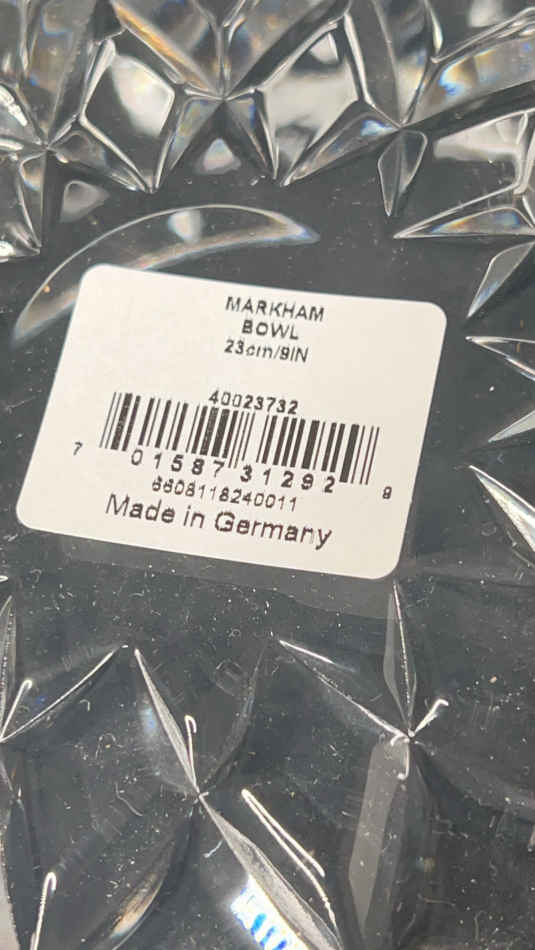 MARKHAM
BOWL
23cm/9IN
40023732
7 01587 31292 9
6608118240011
Made in Germany